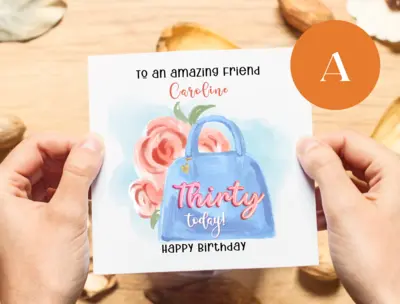 To an amazing Friend
Caroline
A
Thirty
today!
Happy Birthday